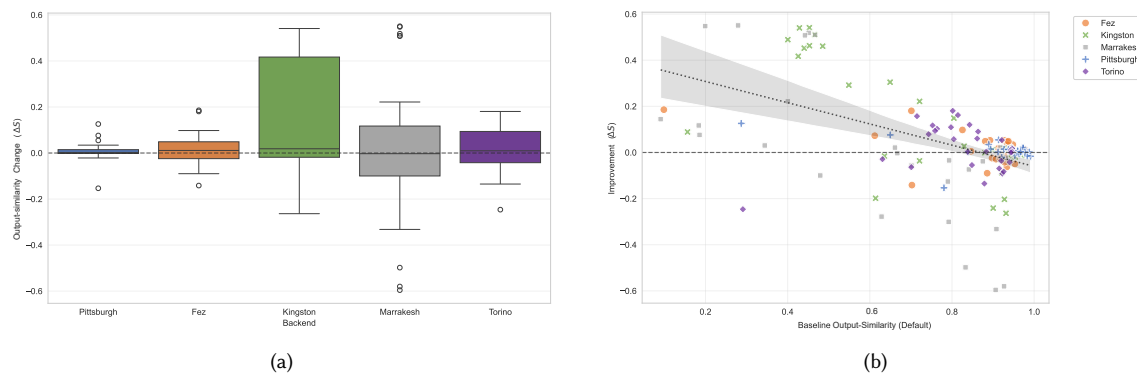 0.6
0.4
0.2
0.0
−0.2
−0.4
−0.6
Output-similarity Change (ΔS)
Pittsburgh
Fez
Kingston
Marrakesh
Torino
Backend
(a)
0.6
0.4
0.2
0.0
−0.2
−0.4
−0.6
Improvement (ΔS)
0.2
0.4
0.6
0.8
1.0
Baseline Output-Similarity (Default)
Fez
Kingston
Marrakes
Pittsburgh
Torino
(b)